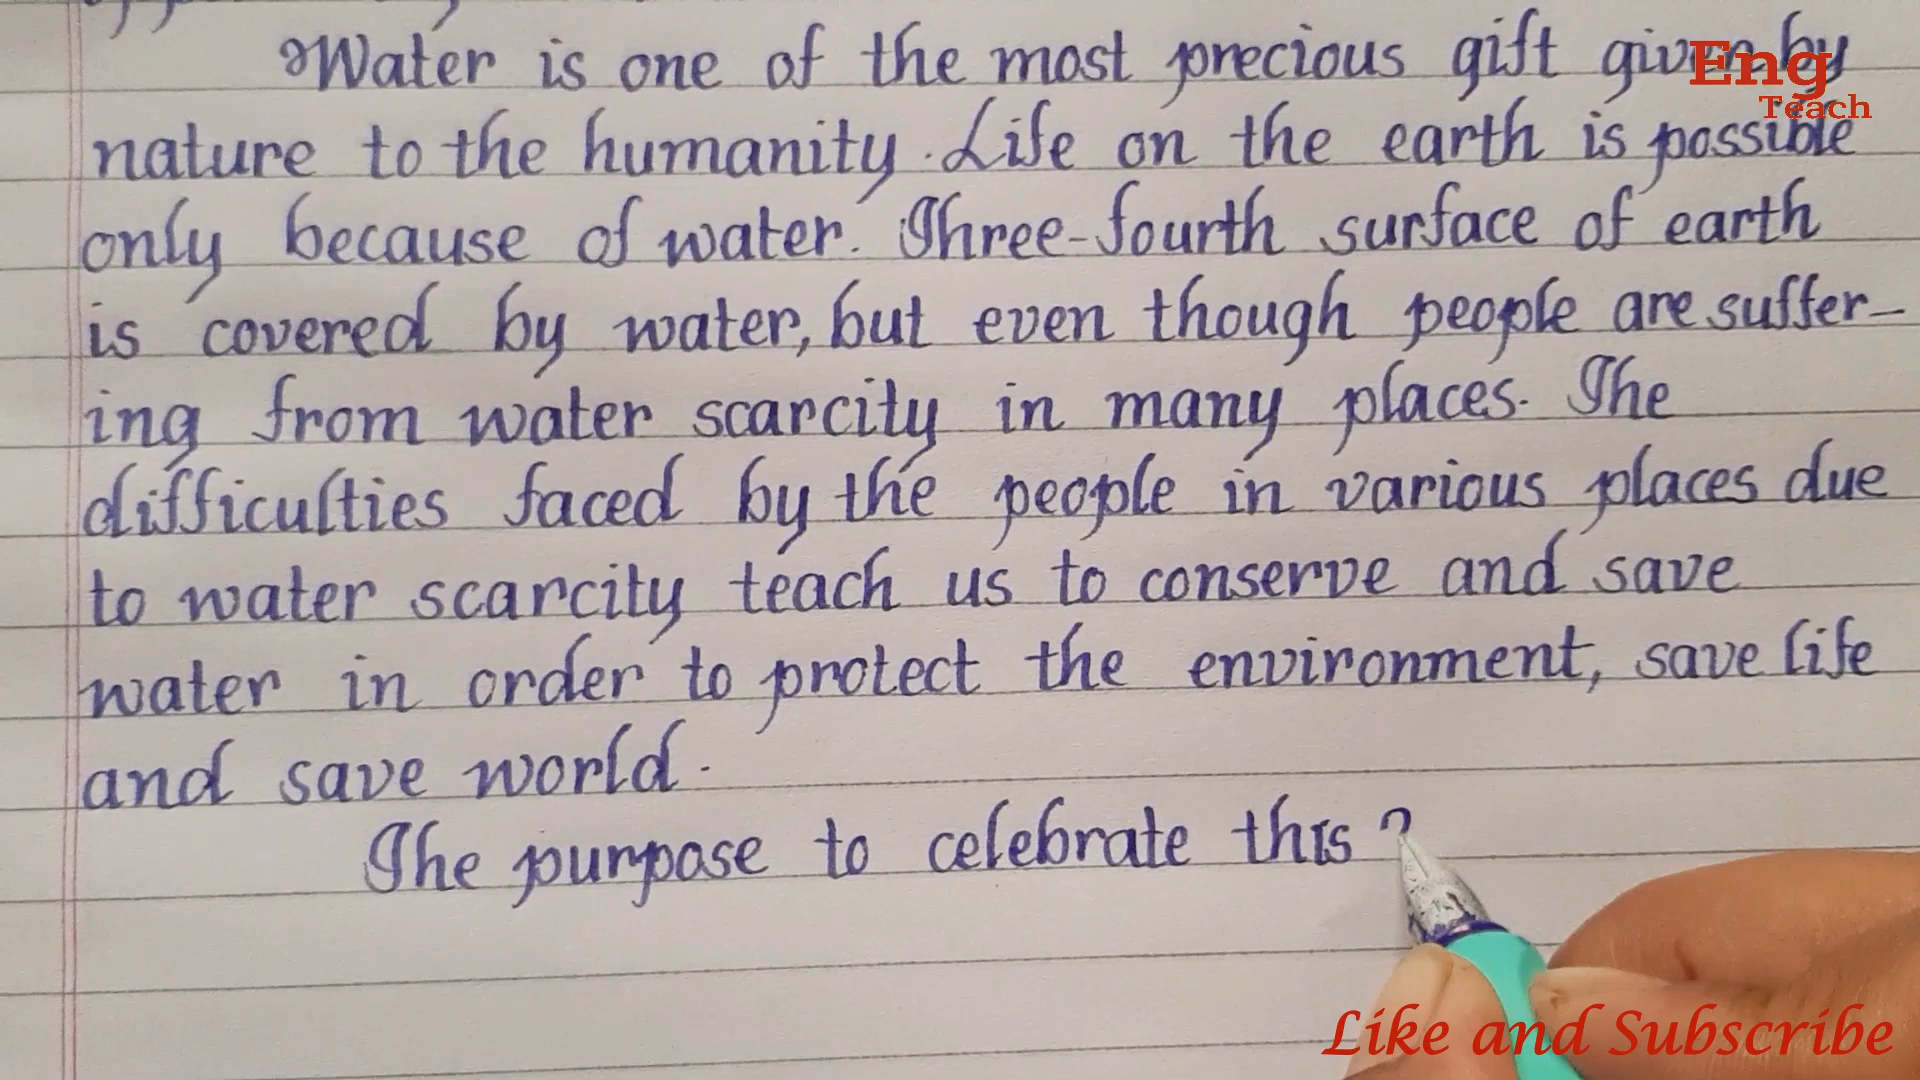 Water is one of the most precious gift given by
nature to the humanity. Life on the earth is possible
only because of water. Three-fourth surface of earth
is covered by water, but even though people are suffer-
ing from water scarcity in many places. The
difficulties faced by the people in various places due
to water scarcity teach us to conserve and save
water in order to protect the environment, save life
and save world.
The purpose to celebrate this
Eng
Teach
Like and Subscribe